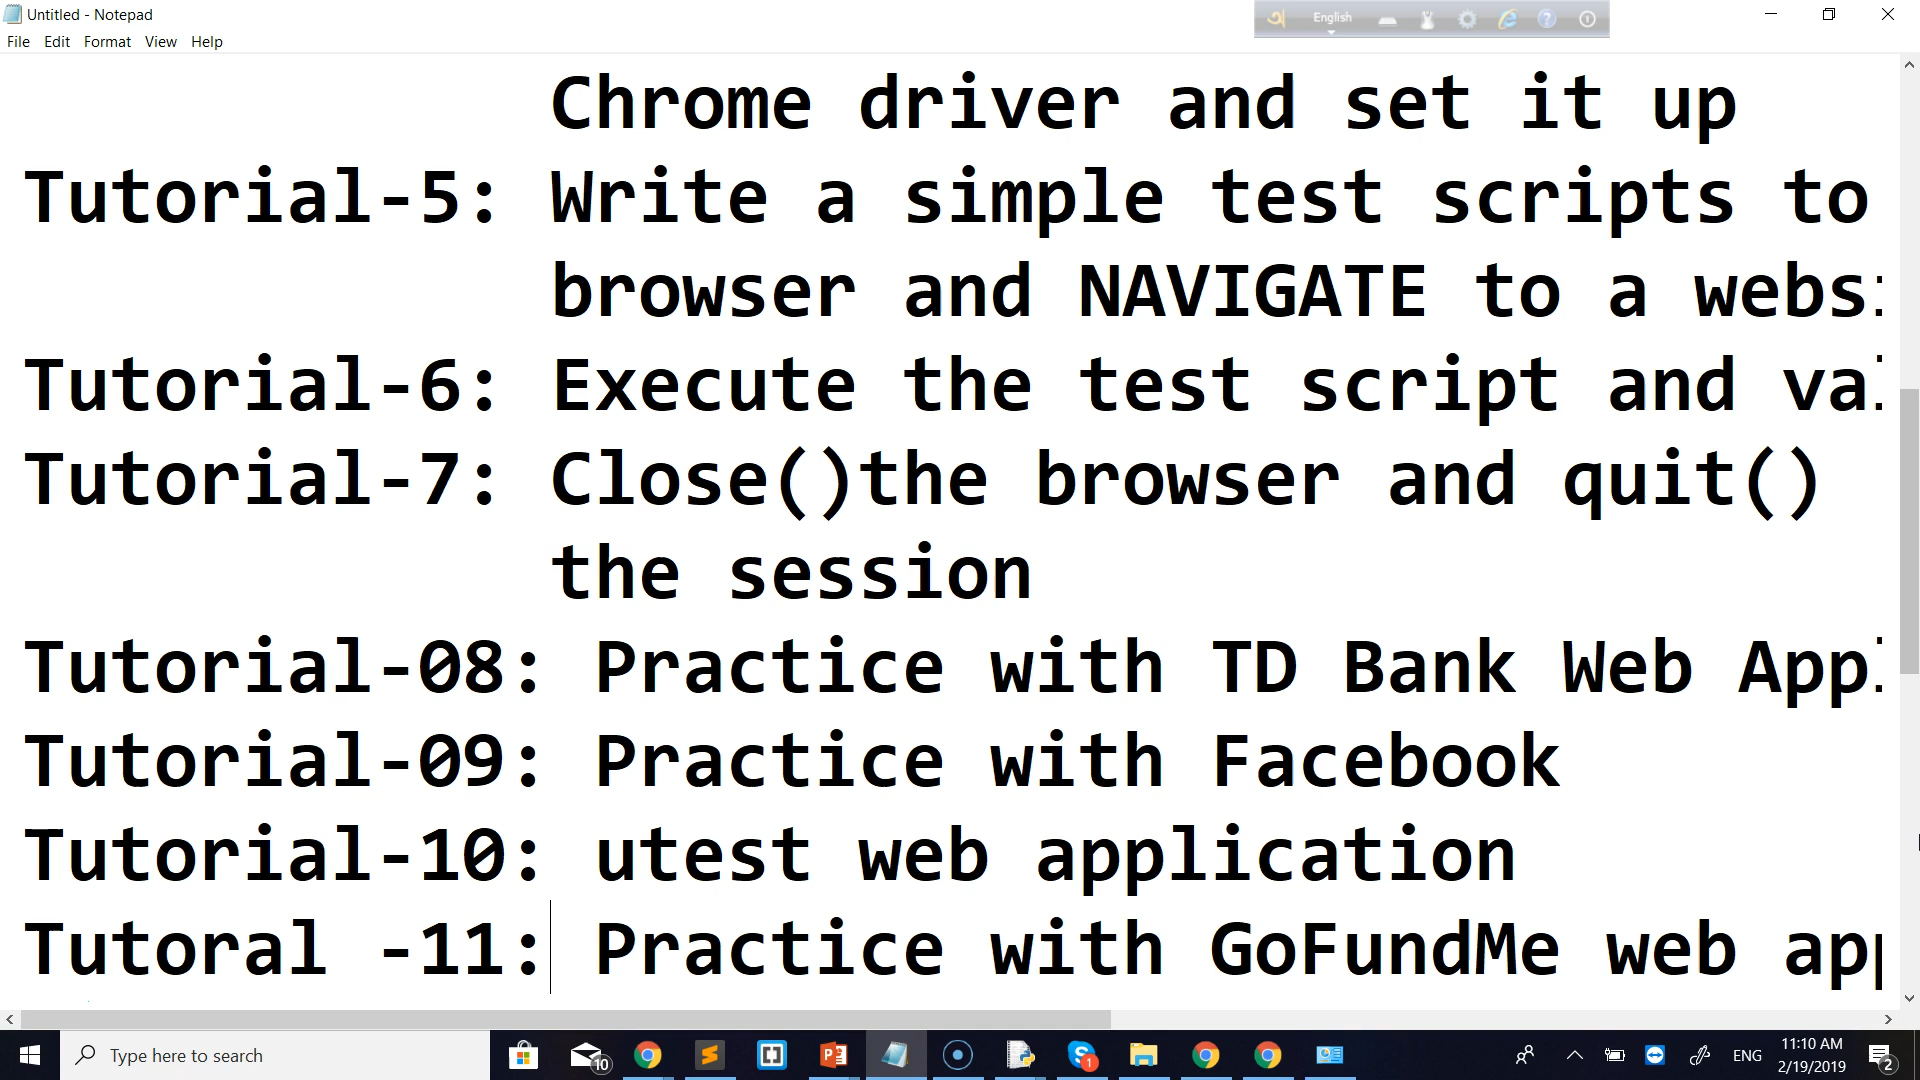 Untitled - Notepad
English
File Edit Format View Help
Chrome driver and set it up
Tutorial-5: Write a simple test scripts to
browser and NAVIGATE to a websi
Tutorial-6: Execute the test script and val
Tutorial-7: Close()the browser and quit()
the session
Tutorial-08: Practice with TD Bank Web Appl
Tutorial-09: Practice with Facebook
Tutorial-10: utest web application
Tutoral -11: Practice with GoFundMe web app
Type here to search
10
1
ENG
11:10 AM
2/19/2019
2